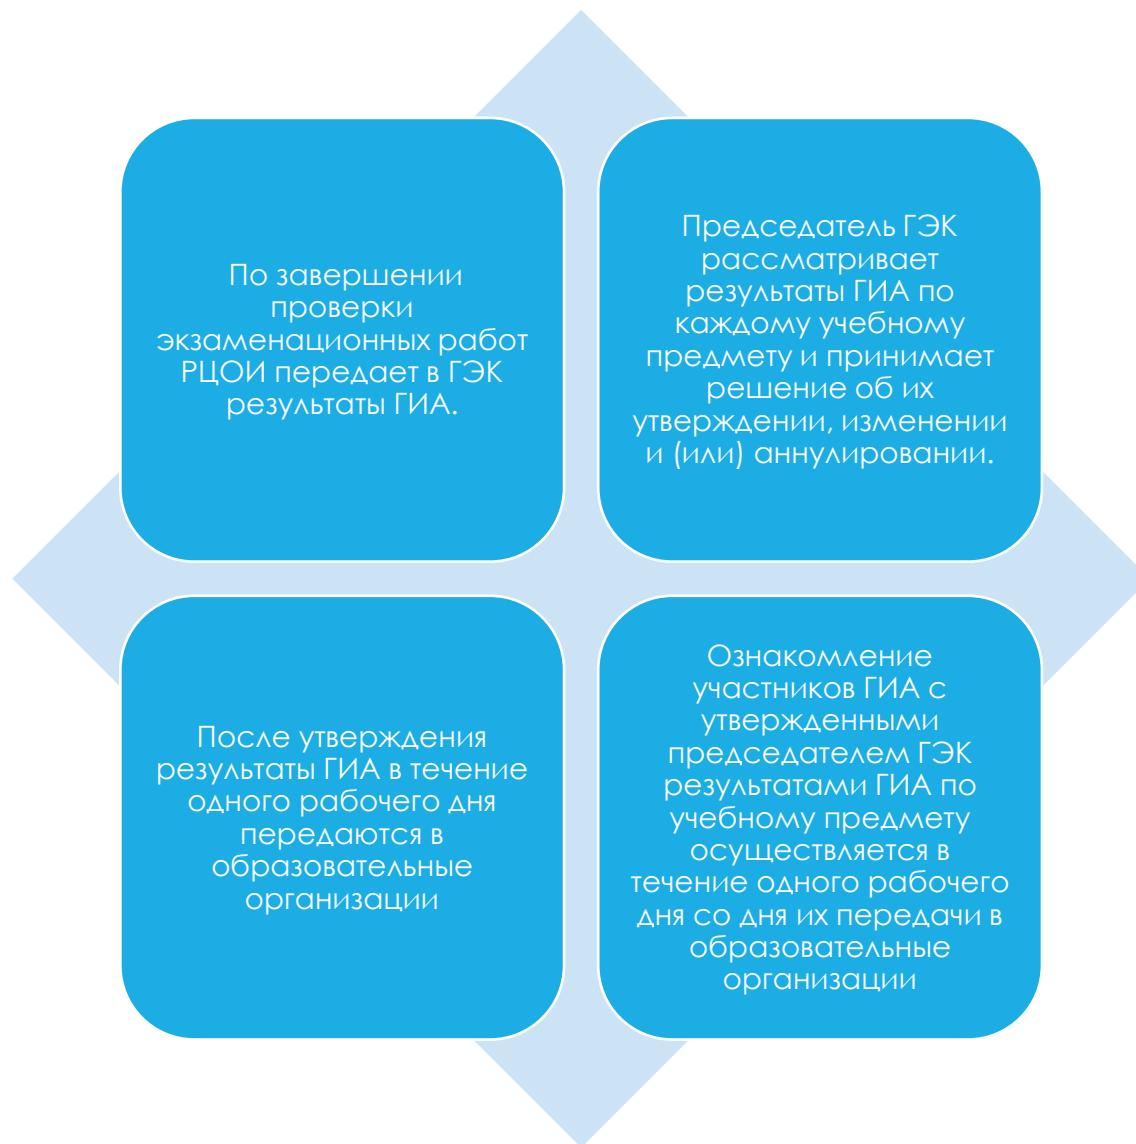 По завершении
проверки
экзаменационных работ
РЦОИ передает в ГЭК
результаты ГИА.
Председатель ГЭК
рассматривает
результаты ГИА по
каждому учебному
предмету и принимает
решение об их
утверждении, изменении
и (или) аннулировании.
После утверждения
результаты ГИА в течение
одного рабочего дня
передаются в
образовательные
организации
Ознакомление
участников ГИА с
утвержденными
председателем ГЭК
результатами ГИА по
учебному предмету
осуществляется в
течение одного рабочего
дня со дня их передачи в
образовательные
организации